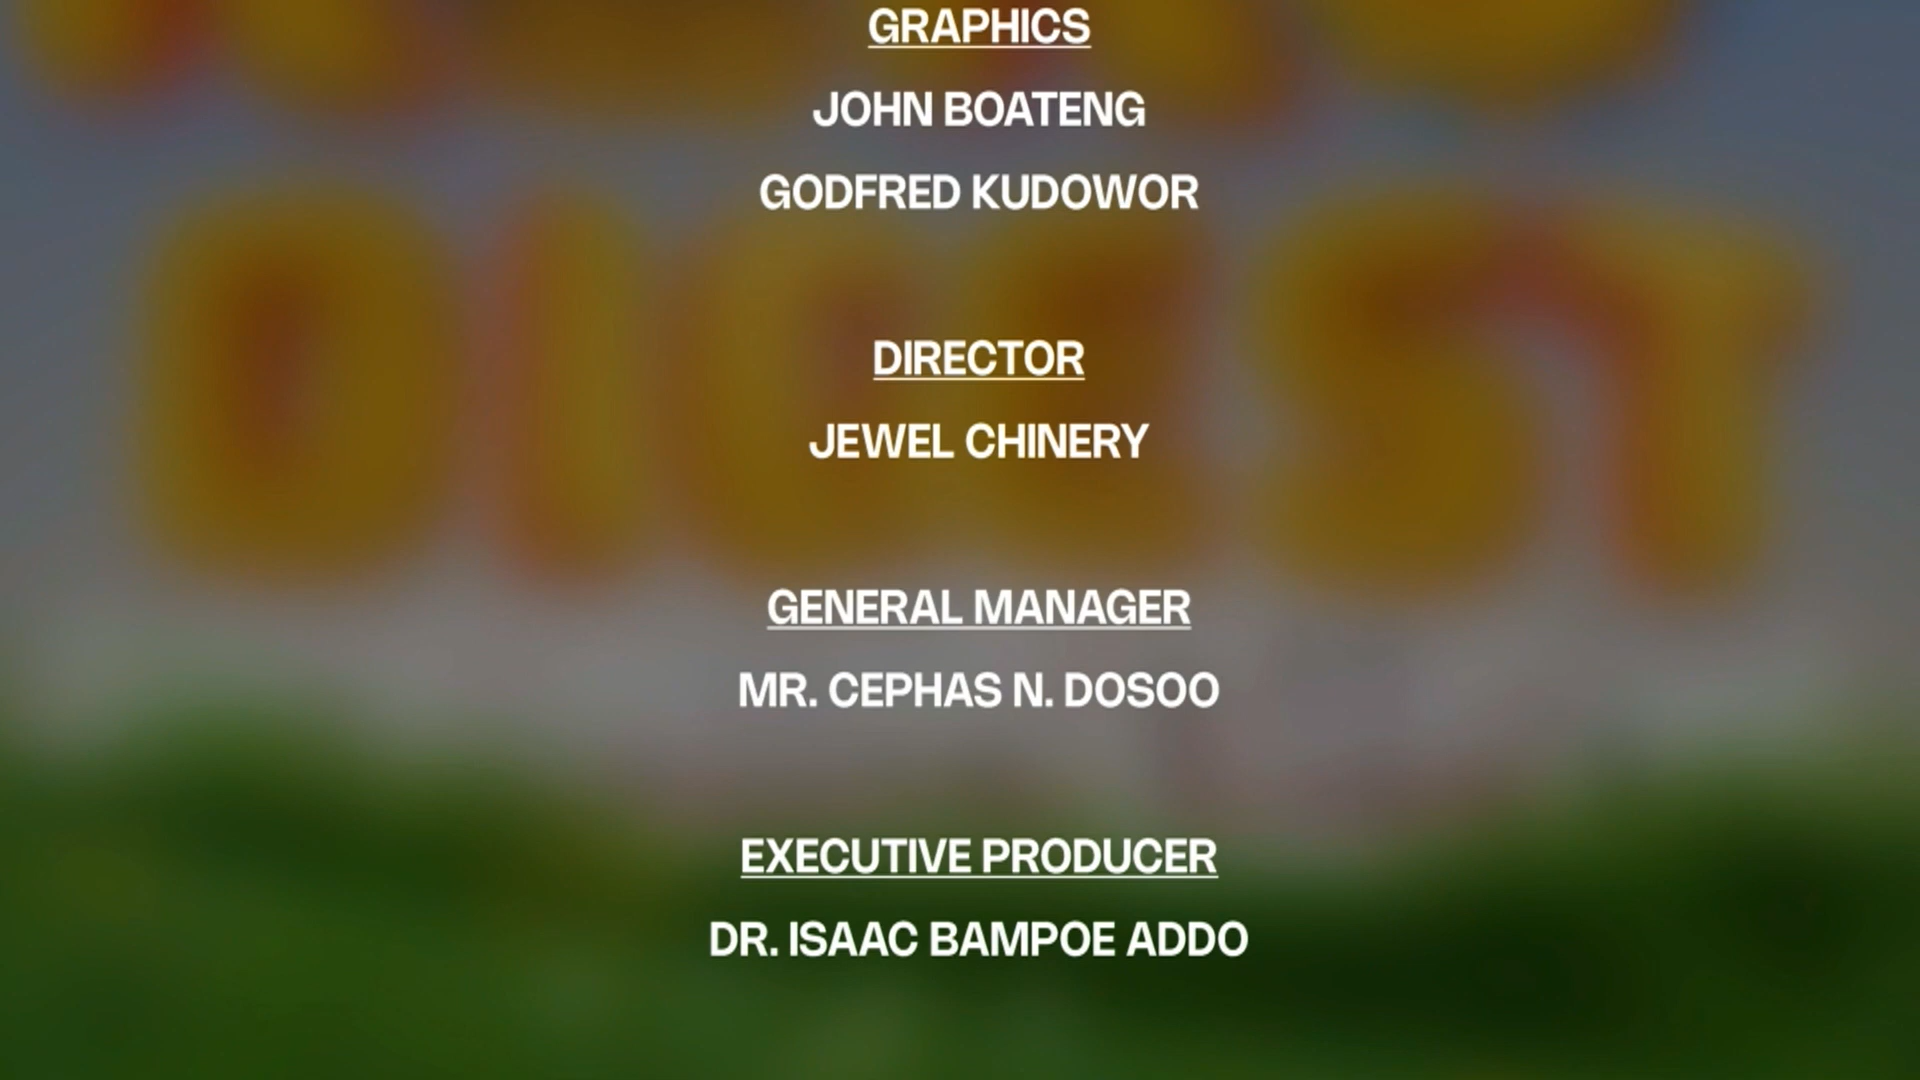 GRAPHICS
JOHN BOATENG
GODFRED KUDOWOR
DIRECTOR
JEWEL CHINERY
GENERAL MANAGER
MR. CEPHAS N. DOSOO
EXECUTIVE PRODUCER
DR. ISAAC BAMPOE ADDO
DIGEST